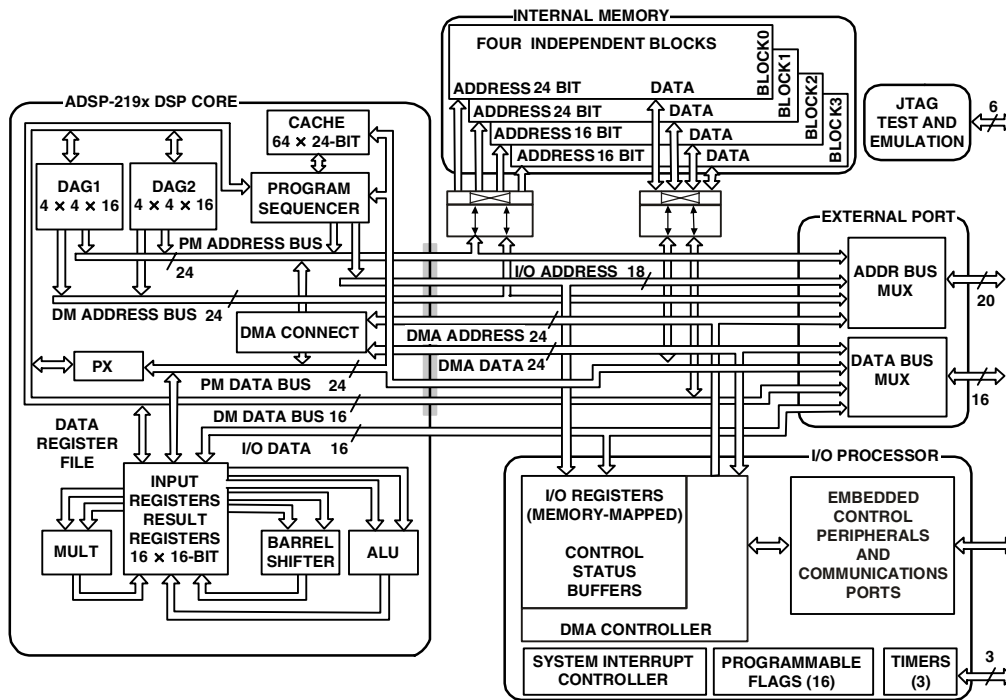 INTERNAL MEMORY
FOUR INDEPENDENT BLOCKS
BLOCK0
BLOCK1
BLOCK2
BLOCK3
ADDRESS 24 BIT DATA
ADDRESS 24 BIT DATA
ADDRESS 16 BIT DATA
ADDRESS 16 BIT DATA
JTAG
TEST AND
EMULATION
6
ADSP-219x DSP CORE
CACHE
64 × 24-BIT
DAG1
4 × 4 × 16
DAG2
4 × 4 × 16
PROGRAM
SEQUENCER
PM ADDRESS BUS
24
I/O ADDRESS 18
DM ADDRESS BUS 24
DMA CONNECT
DMA ADDRESS 24
DMA DATA 24
PX
PM DATA BUS 24
DM DATA BUS 16
I/O DATA 16
EXTERNAL PORT
ADDR BUS
MUX
20
DATA BUS
MUX
16
DATA
REGISTER
FILE
INPUT
REGISTERS
RESULT
REGISTERS
16 × 16-BIT
MULT
BARREL
SHIFTER
ALU
I/O PROCESSOR
I/O REGISTERS
(MEMORY-MAPPED)
CONTROL
STATUS
BUFFERS
DMA CONTROLLER
EMBEDDED
CONTROL
PERIPHERALS
AND
COMMUNICATIONS
PORTS
SYSTEM INTERRUPT
CONTROLLER
PROGRAMMABLE
FLAGS (16)
TIMERS
(3)
3